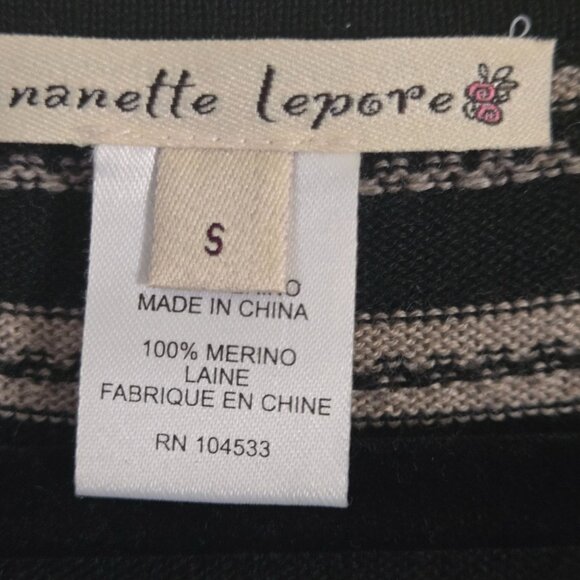 nanette lepore
S
MADE IN CHINA
100% MERINO
LAINE
FABRIQUE EN CHINE
RN 104533